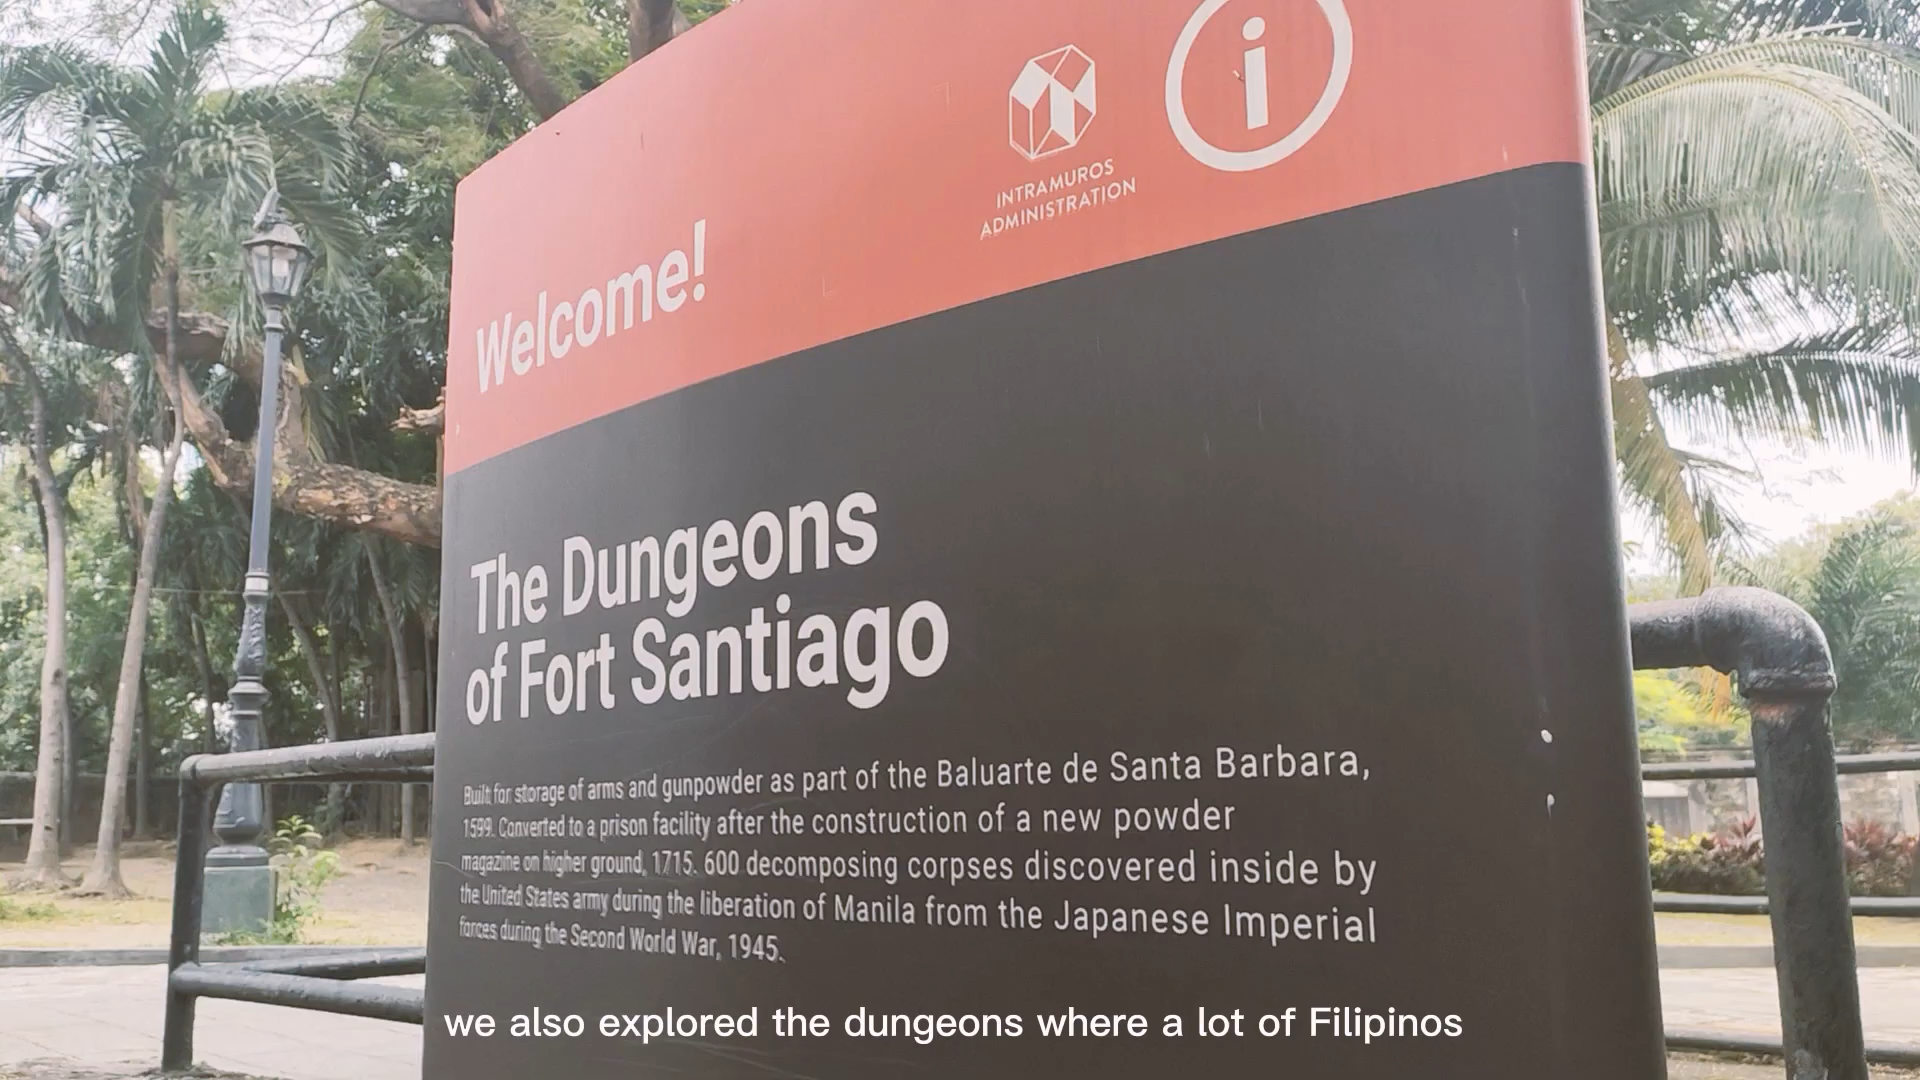 i
INTRAMUROS
ADMINISTRATION
Welcome!
The Dungeons
of Fort Santiago
Built for storage of arms and gunpowder as part of the Baluarte de Santa Barbara,
1599. Converted to a prison facility after the construction of a new powder
magazine on higher ground, 1715. 600 decomposing corpses discovered inside by
the United States army during the liberation of Manila from the Japanese Imperial
forces during the Second World War, 1945.
we also explored the dungeons where a lot of Filipinos